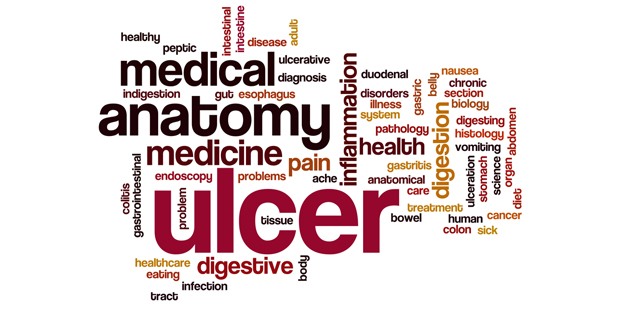 healthy
peptic
intestinal
intestine
disease
adult
medical
ulcerative
diagnosis
indigestion
gut
esophagus
anatomy
inflammation
duodenal
disorders
illness
system
gastric
belly
nausea
chronic
section
biology
pathology
digestion
digesting
histology
vomiting
abdomen
medicine
pain
health
gastritis
endoscopy
problems
ache
anatomical
care
ulceration
stomach
science
organ
diet
colitis
gastrointestinal
problem
ulcer
tissue
treatment
bowel
human
cancer
colon
sick
healthcare
eating
digestive
body
infection
tract